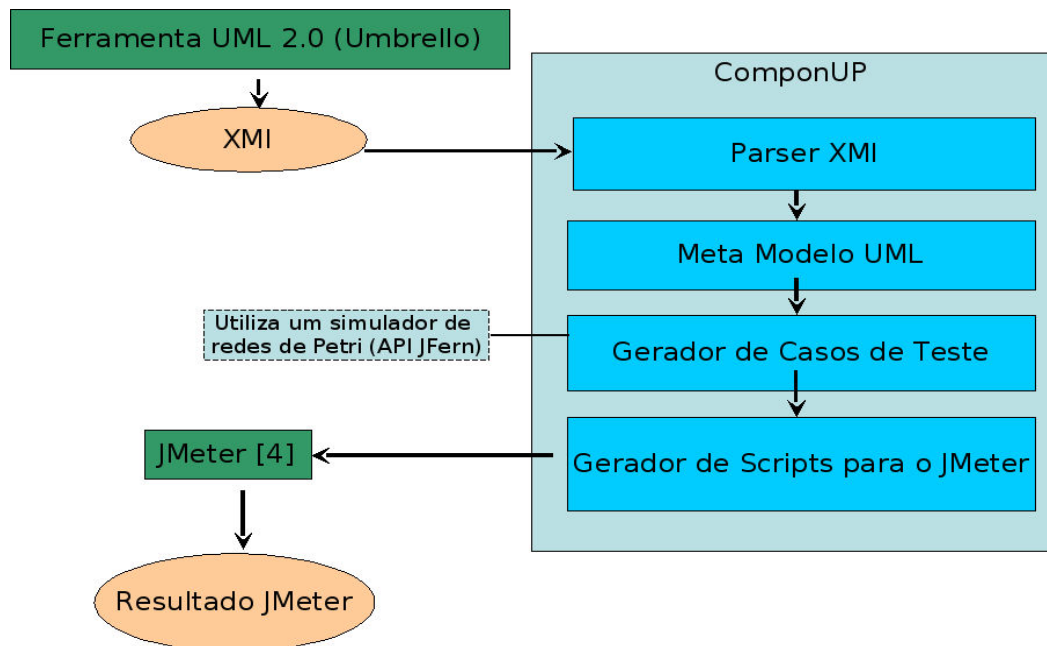 Ferramenta UML 2.0 (Umbrello)
XMI
ComponUP
Parser XMI
Meta Modelo UML
Utiliza um simulador de
redes de Petri (API JFern)
Gerador de Casos de Teste
Gerador de Scripts para o JMeter
JMeter [4]
Resultado JMeter